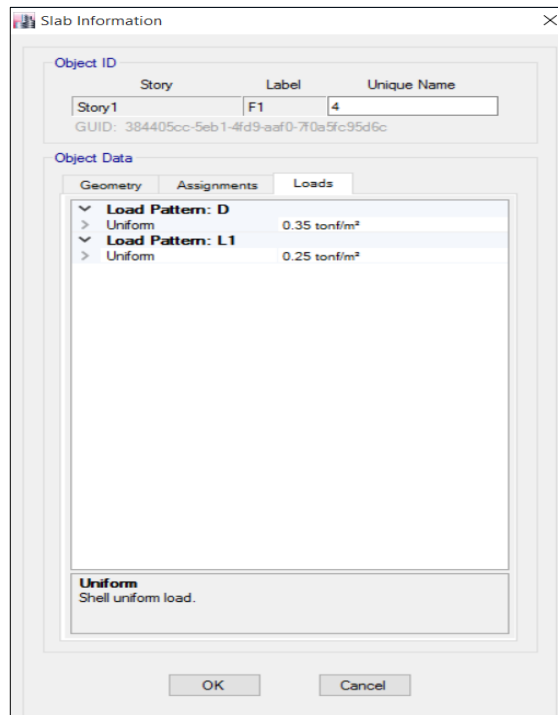 Slab Information
Object ID
Story Label Unique Name
Story1 F1 4
GUID: 384405cc-5eb1-4fd9-aaf0-7f0a5fc95d6c
Object Data
Geometry Assignments Loads
Load Pattern: D
Uniform 0.35 tonf/m²
Load Pattern: L1
Uniform 0.25 tonf/m²
Uniform
Shell uniform load.
OK Cancel